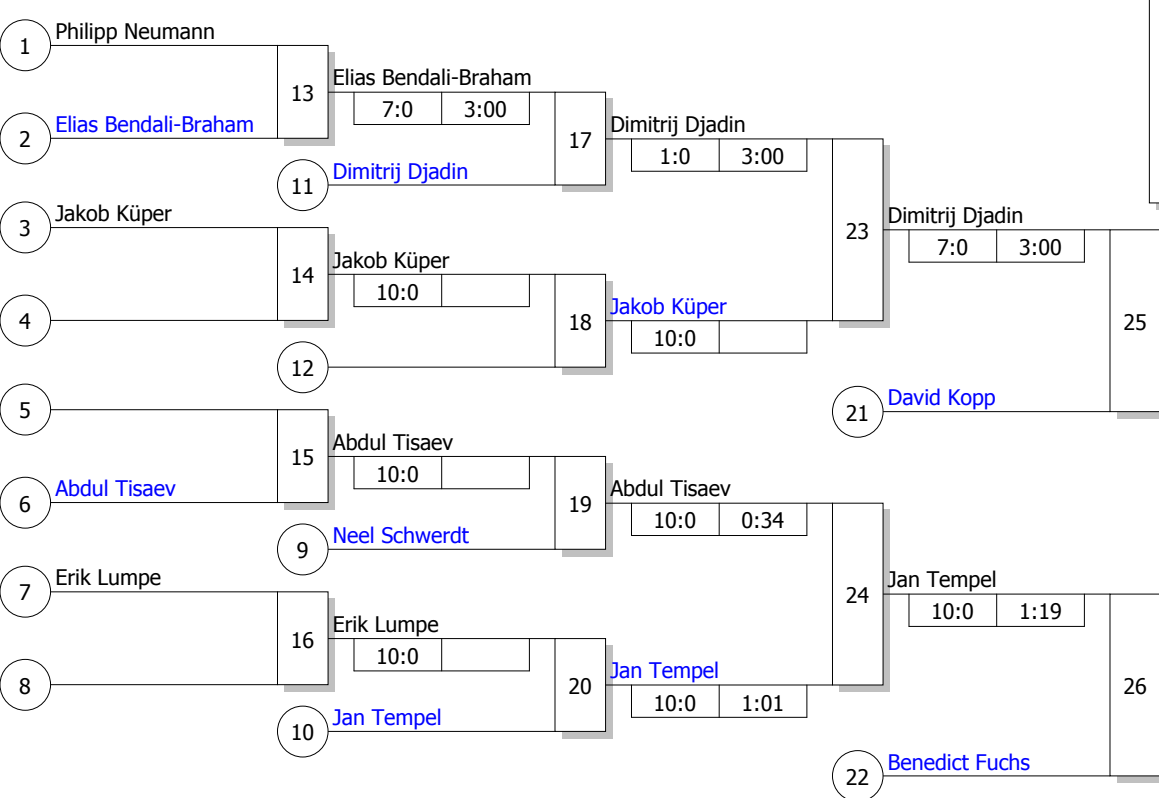 1 Philipp Neumann
13 Elias Bendali-Braham
7:0 3:00
2 Elias Bendali-Braham
17 Dimitrij Djadin
1:0 3:00
11 Dimitrij Djadin
3 Jakob Küper
23 Dimitrij Djadin
7:0 3:00
14 Jakob Küper
10:0
4
18 Jakob Küper
10:0
12
25
21 David Kopp
5
15 Abdul Tisaev
10:0
6 Abdul Tisaev
19 Abdul Tisaev
10:0 0:34
9 Neel Schwerdt
7 Erik Lumpe
24 Jan Tempel
10:0 1:19
16 Erik Lumpe
10:0
8
20 Jan Tempel
10:0 1:01
26
10 Jan Tempel
22 Benedict Fuchs